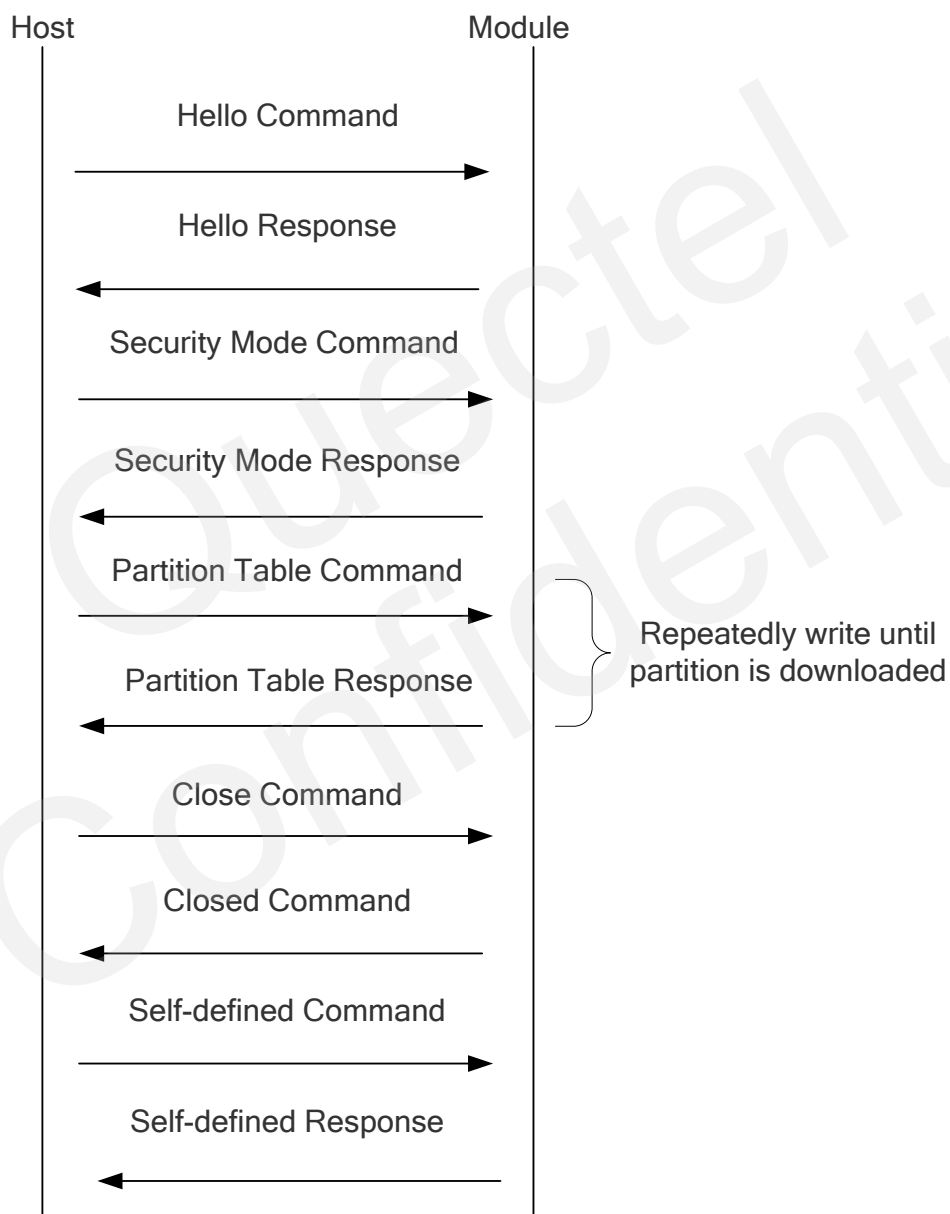 Host
Module
Hello Command
Hello Response
Security Mode Command
Security Mode Response
Partition Table Command
Repeatedly write until
partition is downloaded
Partition Table Response
Close Command
Closed Command
Self-defined Command
Self-defined Response
Quectel
Confidenti